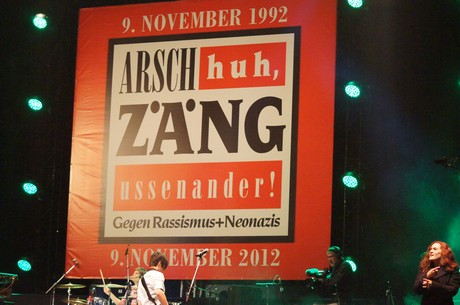 9. NOVEMBER 1992
ARSCH huh,
ZÄNG
ussenander!
Gegen Rassismus+Neonazis
9. NOVEMBER 2012